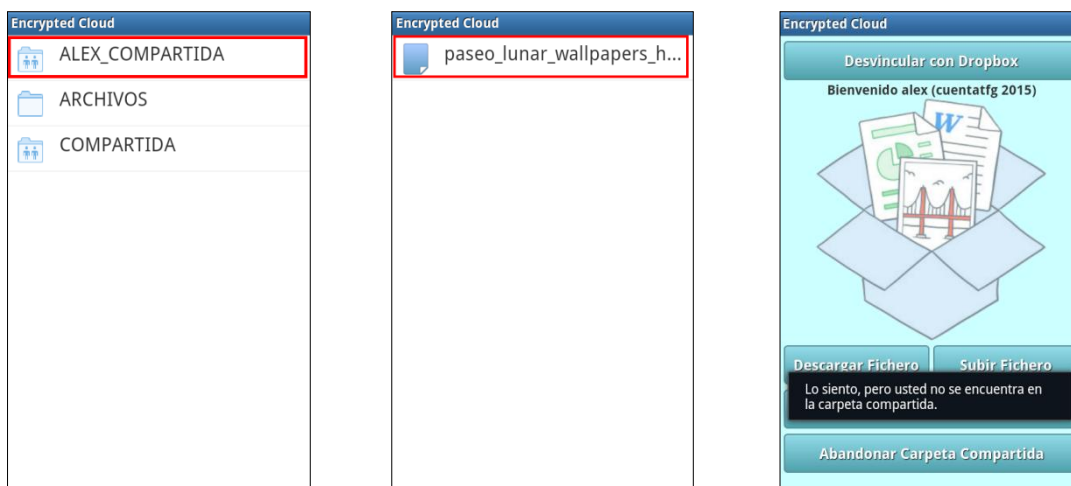 Encrypted Cloud
ALEX_COMPARTIDA
ARCHIVOS
COMPARTIDA
Encrypted Cloud
paseo_lunar_wallpapers_h...
Encrypted Cloud
Desvincular con Dropbox
Bienvenido alex (cuentatfg 2015)
W
Descargar Fichero
Subir Fichero
Lo siento, pero usted no se encuentra en
la carpeta compartida.
Abandonar Carpeta Compartida